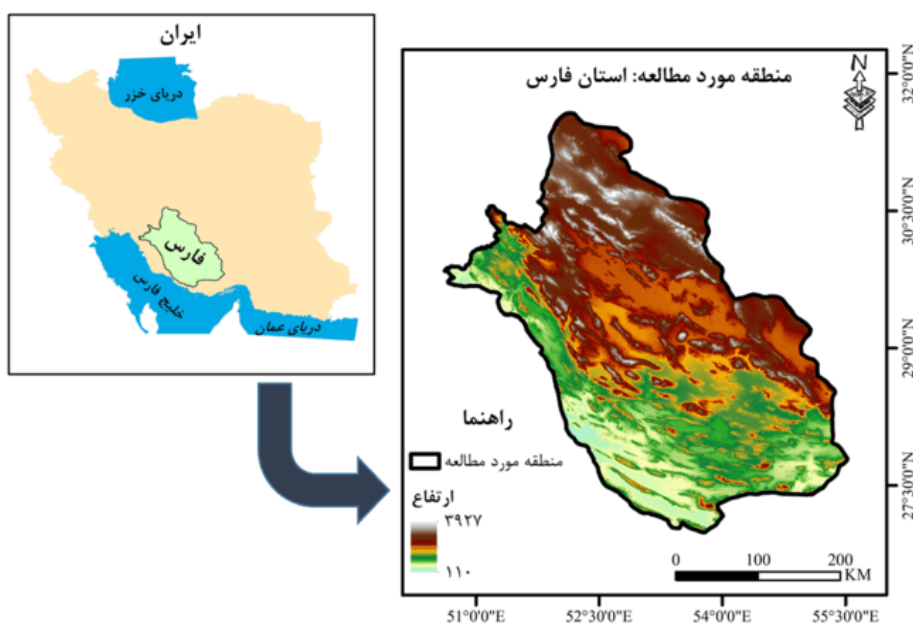 ایران
دریای خزر
فارس
خلیج فارس
دریای عمان
منطقه مورد مطالعه: استان فارس
N
32°0'0"N
30°30'0"N
29°0'0"N
27°30'0"N
راهنما
منطقه مورد مطالعه
ارتفاع
۳۹۲۷
۱۱۰
0 100 200
KM
51°0'0"E 52°30'0"E 54°0'0"E 55°30'0"E